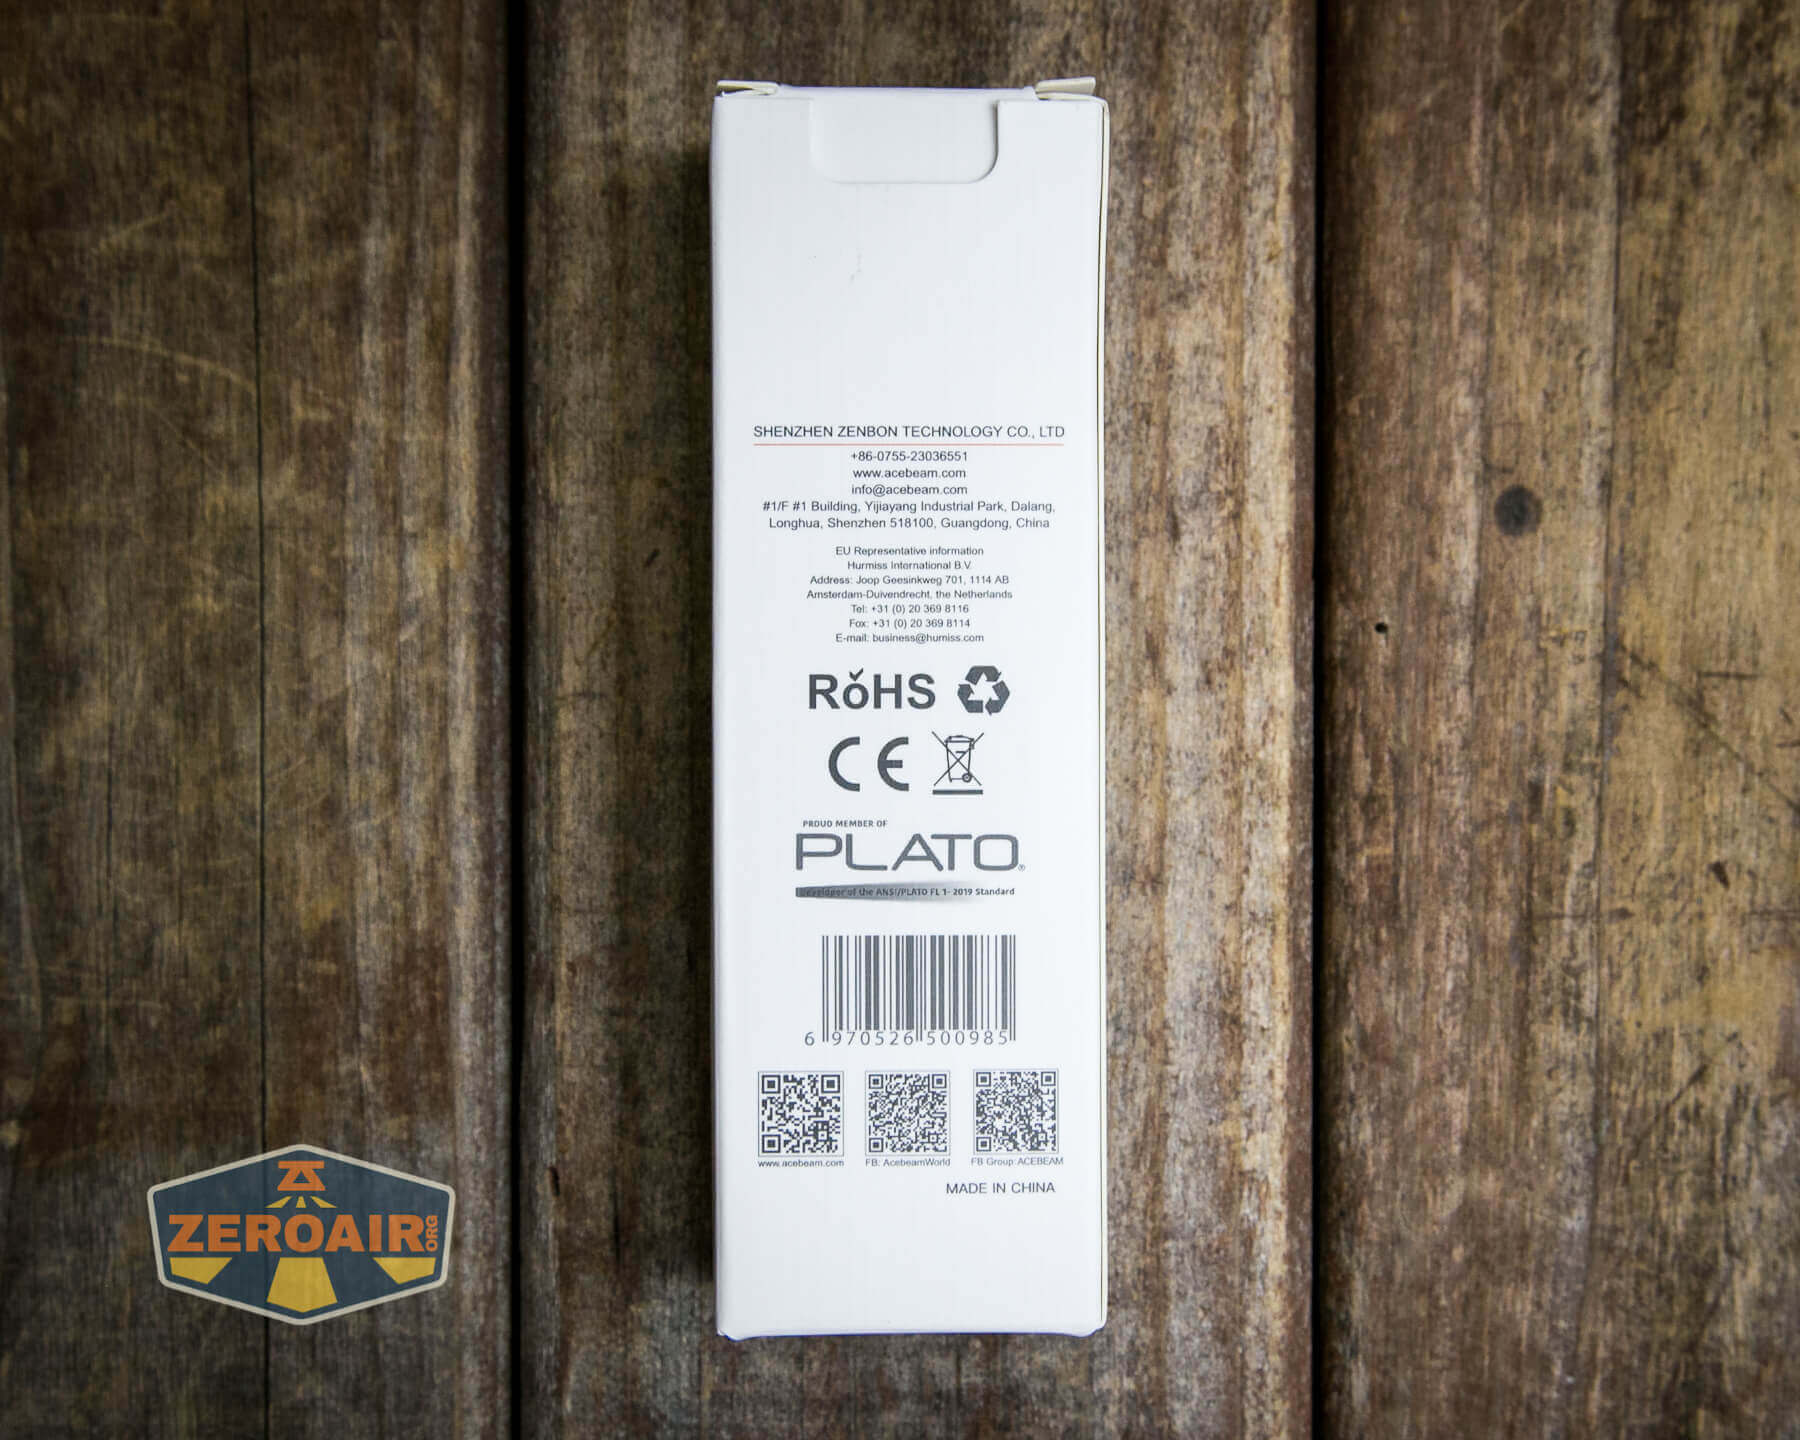 SHENZHEN ZENBON TECHNOLOGY CO., LTD
+86-0755-23036551
www.acebeam.com
info@acebeam.com
#1/F #1 Building, Yijiayang Industrial Park, Dalang,
Longhua, Shenzhen 518100, Guangdong, China
EU Representative information
Hurmiss International B.V.
Address: Joop Geesinkweg 701, 1114 AB
Amsterdam-Duivendrecht, the Netherlands
Tel: +31 (0) 20 369 8116
Fox: +31 (0) 20 369 8114
E-mail: business@humiss.com
RoHS
CE
PROUD MEMBER OF
PLATO®
Developer of the ANSI/PLATO FL 1- 2019 Standard
6 970526 500985
www.acebeam.com FB: AcebeamWorld FB Group: ACEBEAM
MADE IN CHINA
ZEROAIR.ORG